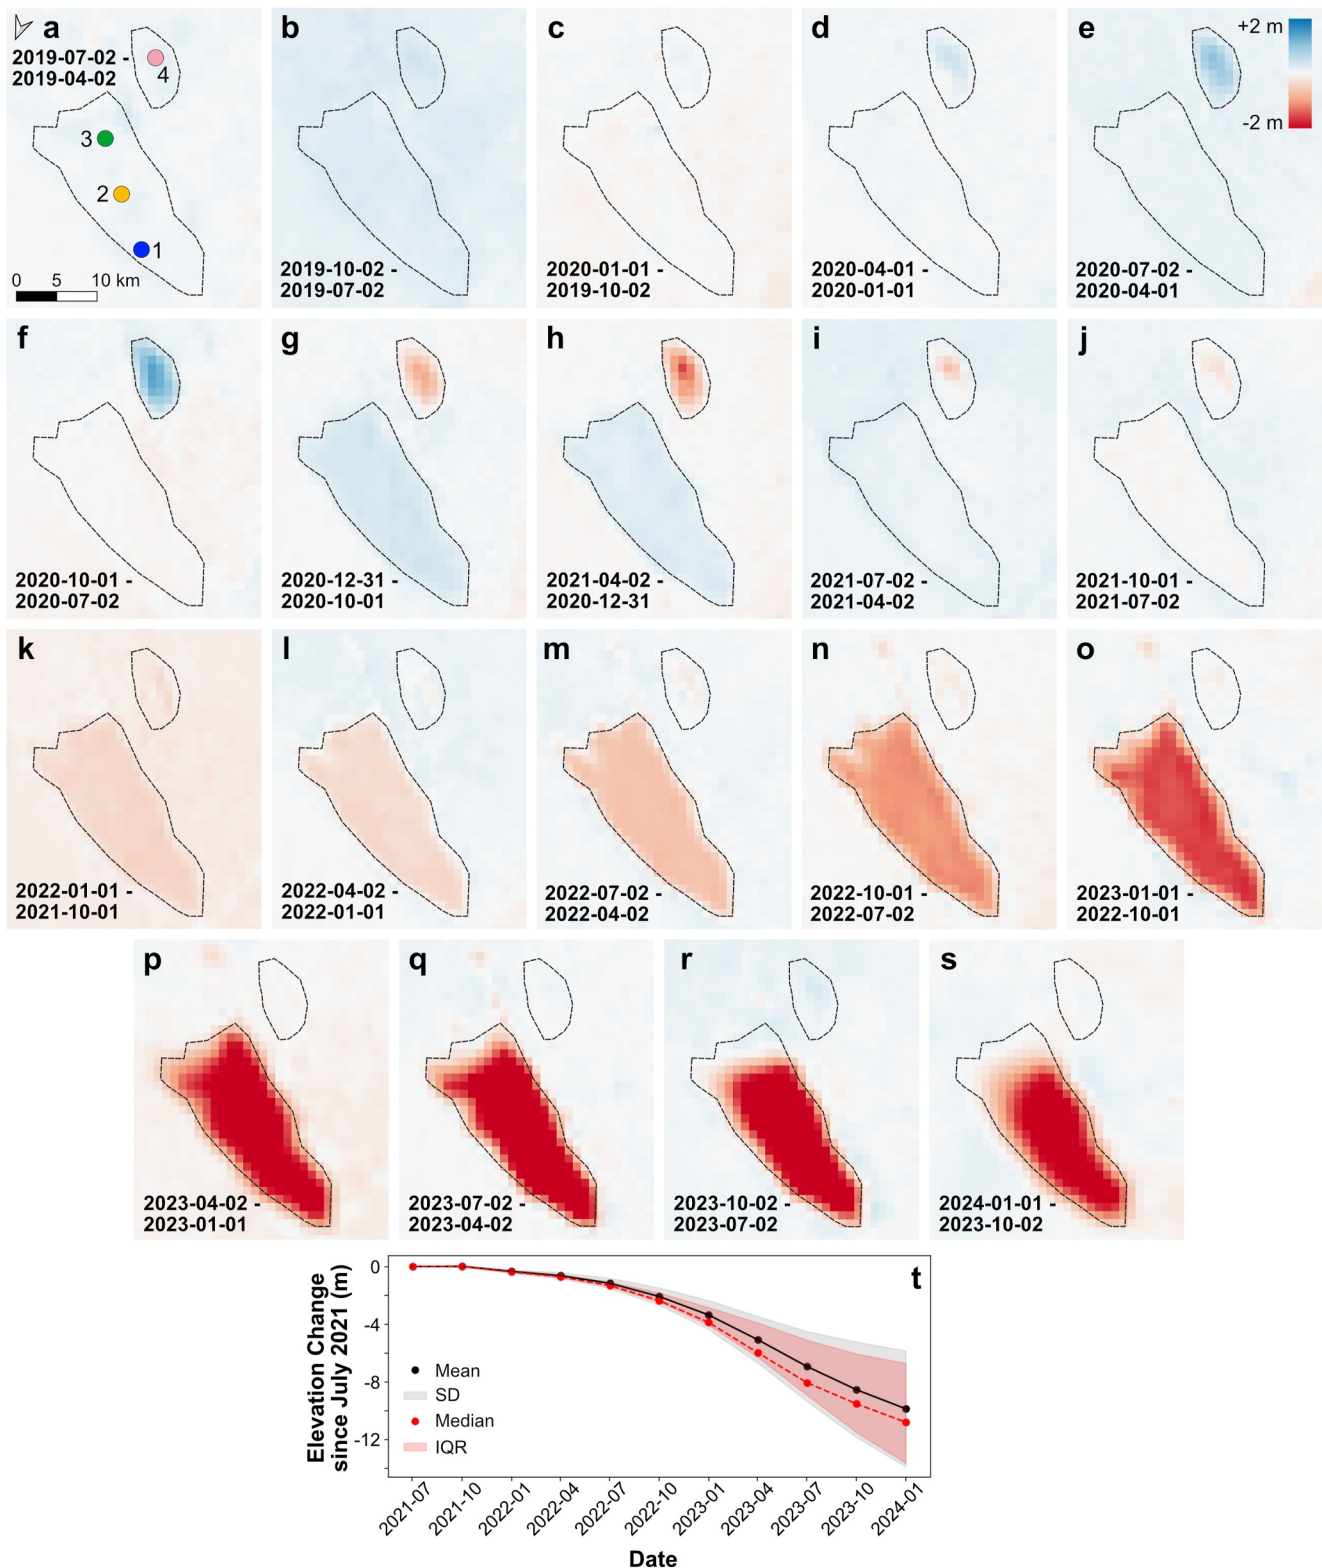 a
2019-07-02 -
2019-04-02
4
3
2
1
0 5 10 km
b
2019-10-02 -
2019-07-02
c
2020-01-01 -
2019-10-02
d
2020-04-01 -
2020-01-01
e
+2 m
-2 m
2020-07-02 -
2020-04-01
f
2020-10-01 -
2020-07-02
g
2020-12-31 -
2020-10-01
h
2021-04-02 -
2020-12-31
i
2021-07-02 -
2021-04-02
j
2021-10-01 -
2021-07-02
k
2022-01-01 -
2021-10-01
l
2022-04-02 -
2022-01-01
m
2022-07-02 -
2022-04-02
n
2022-10-01 -
2022-07-02
o
2023-01-01 -
2022-10-01
p
2023-04-02 -
2023-01-01
q
2023-07-02 -
2023-04-02
r
2023-10-02 -
2023-07-02
s
2024-01-01 -
2023-10-02
t
Elevation Change
since July 2021 (m)
0
-4
-8
-12
Mean
SD
Median
IQR
2021-07
2021-10
2022-01
2022-04
2022-07
2022-10
2023-01
2023-04
2023-07
2023-10
2024-01
Date